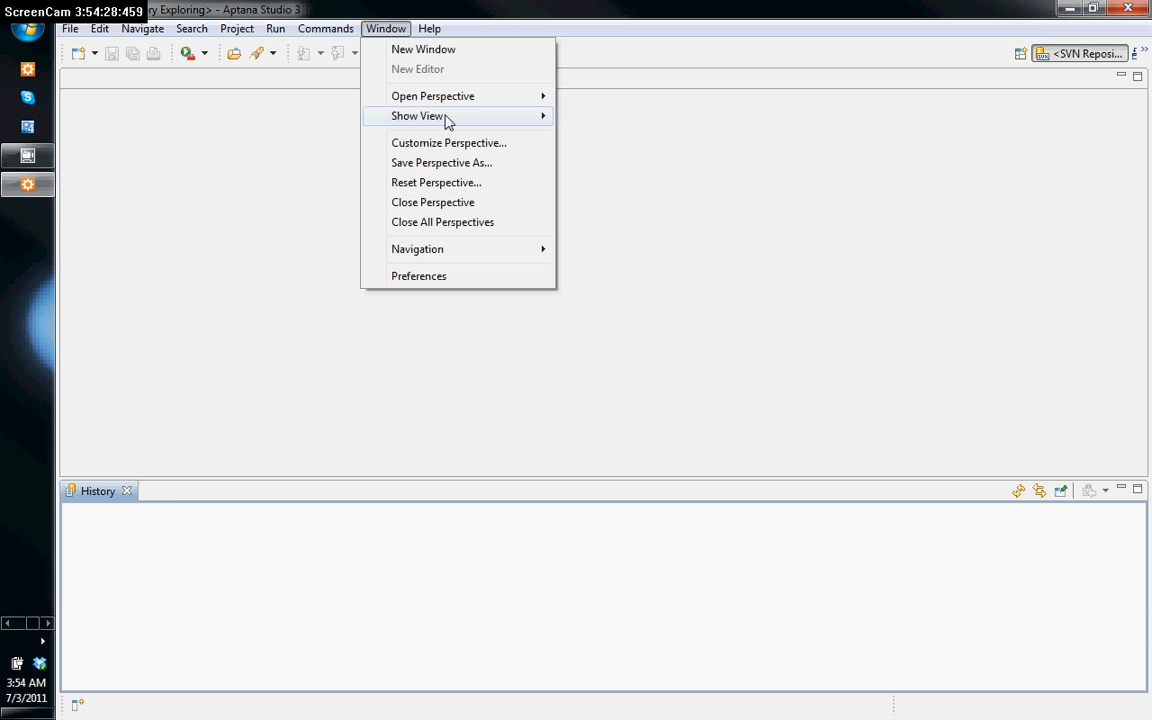 ScreenCam 3:54:28:459
ry Exploring> - Aptana Studio 3
File Edit Navigate Search Project Run Commands Window Help
<SVN Reposi...
New Window
New Editor
Open Perspective
Show View
Customize Perspective...
Save Perspective As...
Reset Perspective...
Close Perspective
Close All Perspectives
Navigation
Preferences
History
3:54 AM
7/3/2011